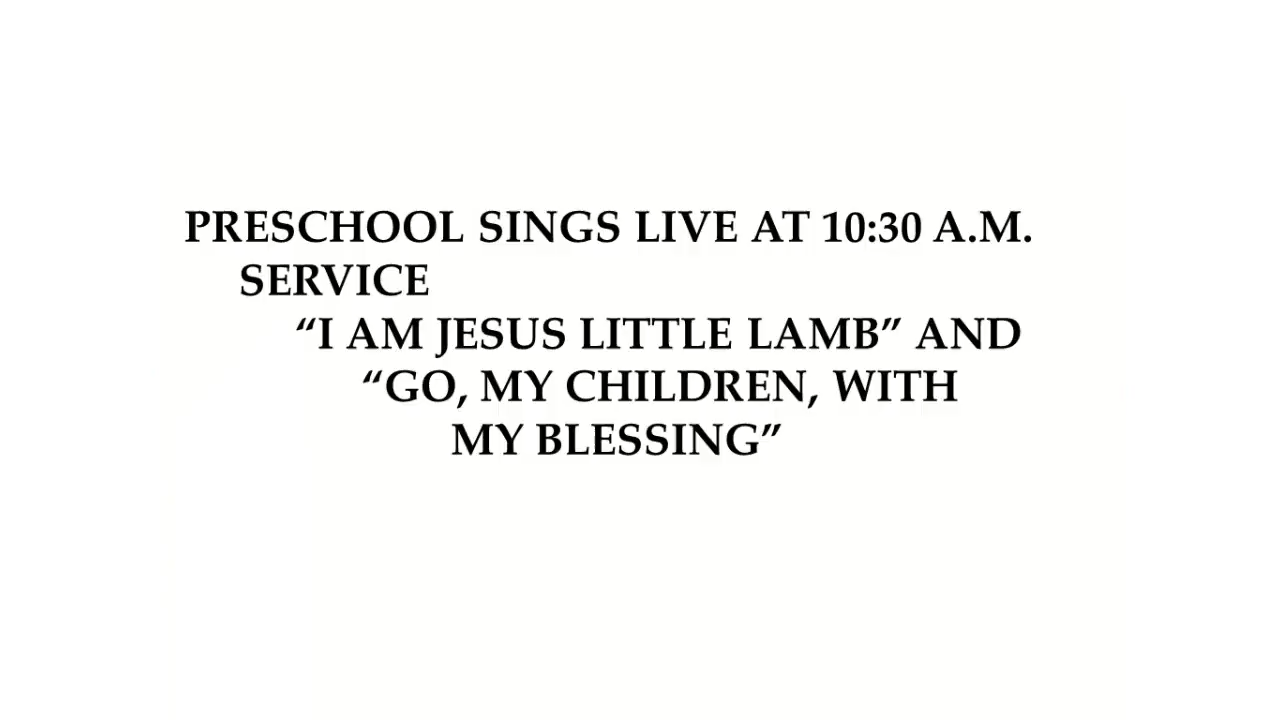 PRESCHOOL SINGS LIVE AT 10:30 A.M.
SERVICE
“I AM JESUS LITTLE LAMB” AND
“GO, MY CHILDREN, WITH
MY BLESSING”